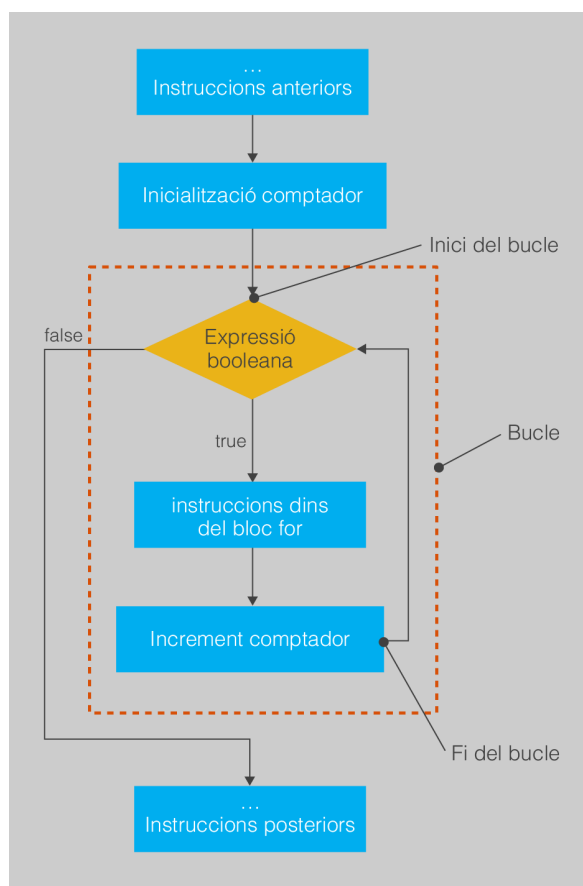 ...
Instruccions anteriors
Inicialització comptador
Inici del bucle
false
Expressió
booleana
Bucle
true
instruccions dins
del bloc for
Increment comptador
Fi del bucle
...
Instruccions posteriors